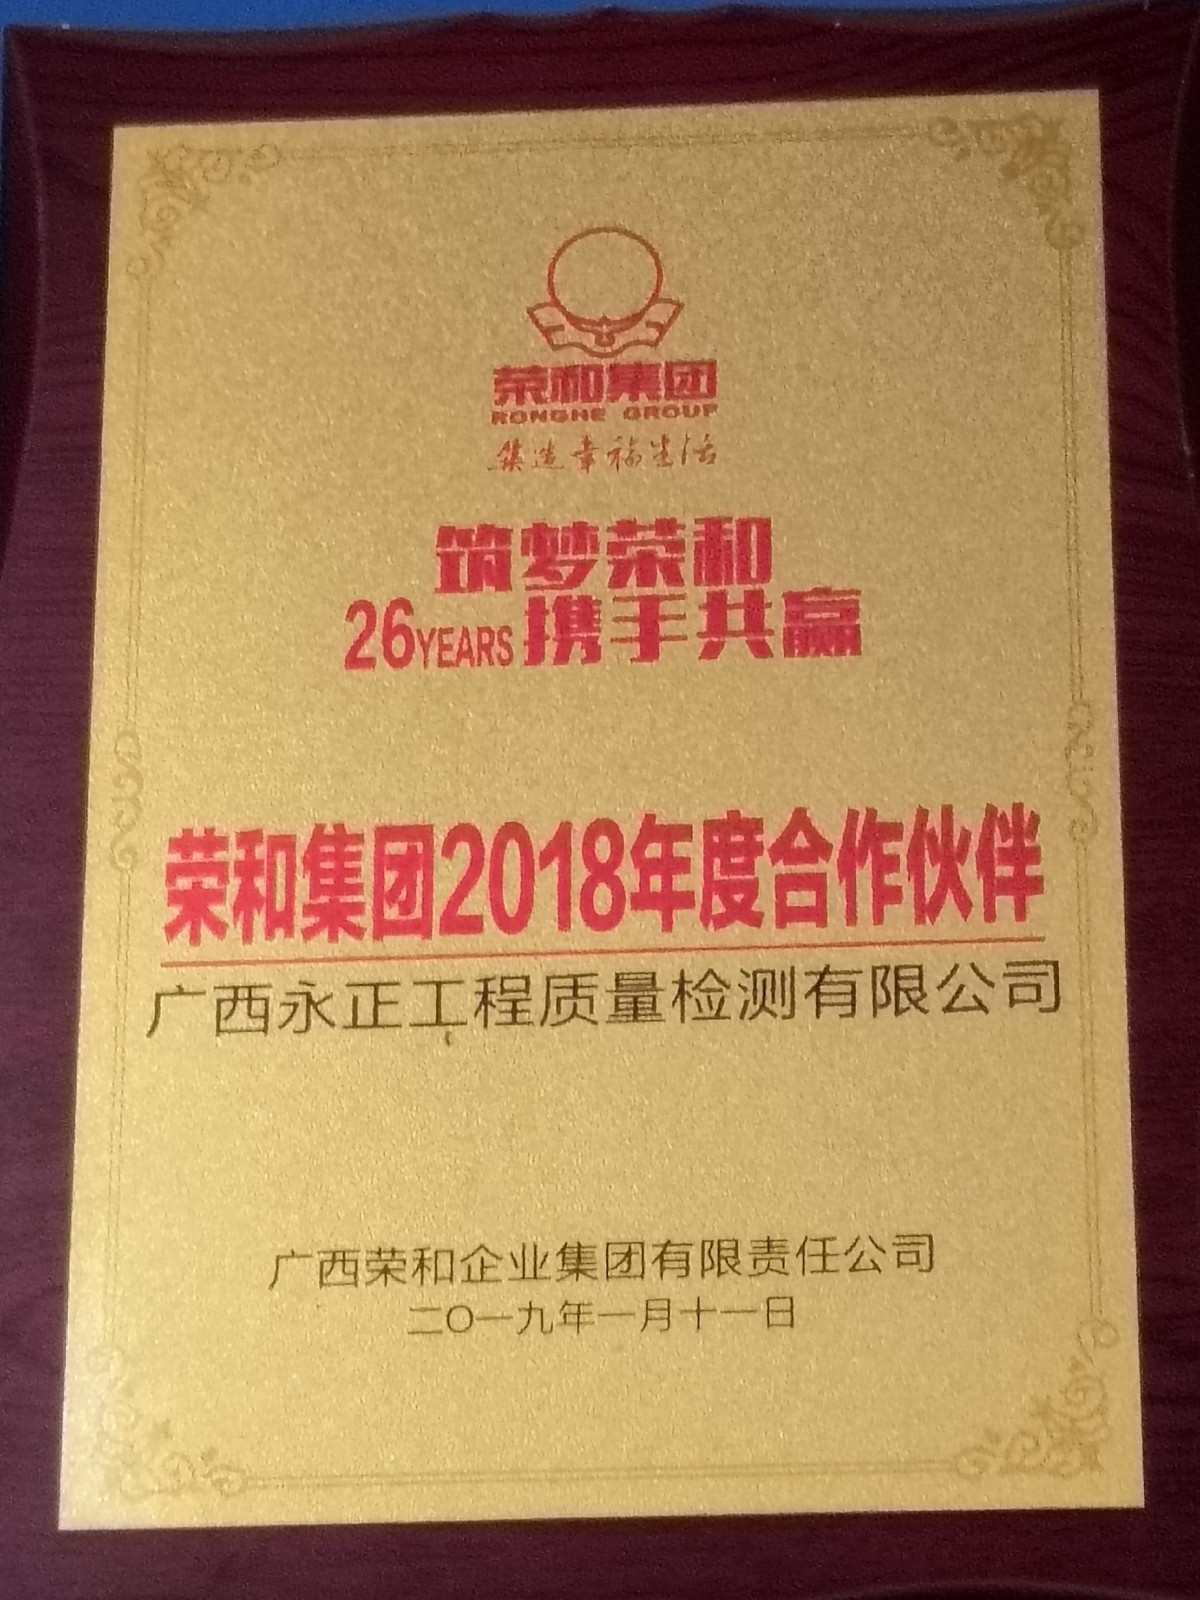 荣和集团
RONGHE GROUP
筑造幸福生活
筑梦荣和
26YEARS 携手共赢
荣和集团2018年度合作伙伴
广西永正工程质量检测有限公司
广西荣和企业集团有限责任公司
二〇一九年一月十一日